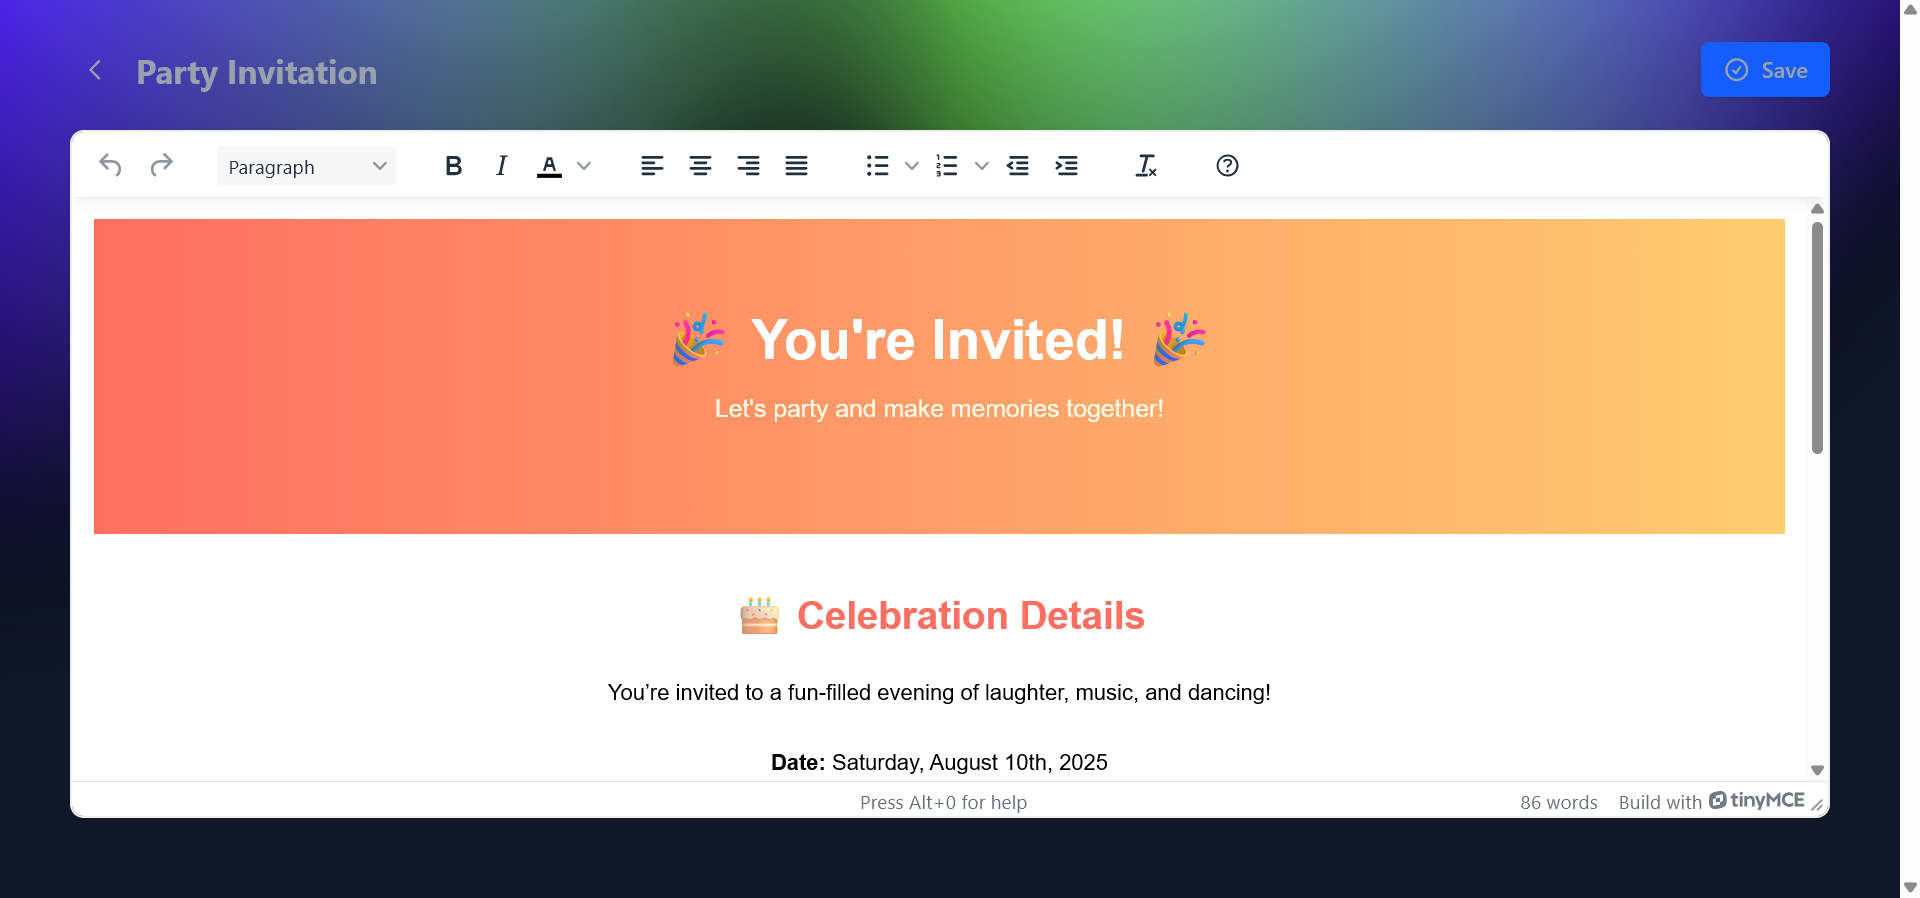 Party Invitation
Save
Paragraph
🎉 You're Invited! 🎉
Let's party and make memories together!
🎂 Celebration Details
You’re invited to a fun-filled evening of laughter, music, and dancing!
Date: Saturday, August 10th, 2025
Press Alt+0 for help
86 words
Build with tinyMCE